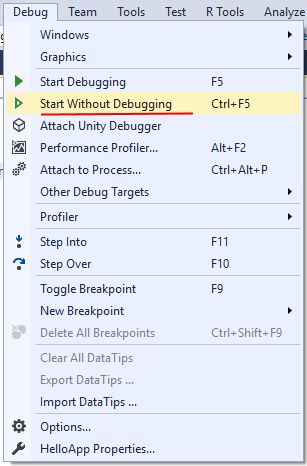 Debug Team Tools Test R Tools Analyze
Windows
Graphics
Start Debugging F5
Start Without Debugging Ctrl+F5
Attach Unity Debugger
Performance Profiler... Alt+F2
Attach to Process... Ctrl+Alt+P
Other Debug Targets
Profiler
Step Into F11
Step Over F10
Toggle Breakpoint F9
New Breakpoint
Delete All Breakpoints Ctrl+Shift+F9
Clear All DataTips
Export DataTips ...
Import DataTips ...
Options...
HelloApp Properties...